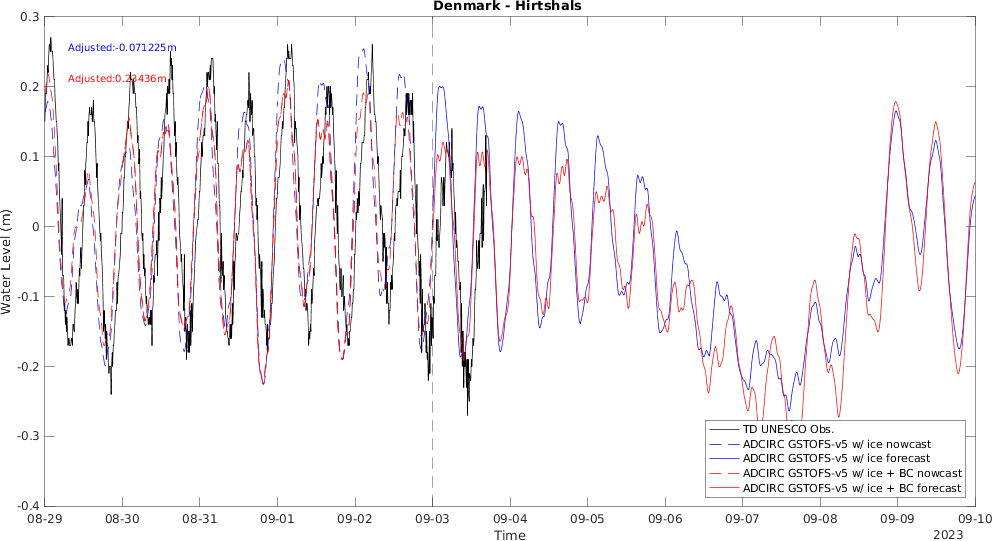 Denmark - Hirtshals
0.3
0.2
0.1
0
-0.1
-0.2
-0.3
-0.4
Water Level (m)
Adjusted:-0.071225m
Adjusted:0.23436m
TD UNESCO Obs.
ADCIRC GSTOFS-v5 w/ ice nowcast
ADCIRC GSTOFS-v5 w/ ice forecast
ADCIRC GSTOFS-v5 w/ ice + BC nowcast
ADCIRC GSTOFS-v5 w/ ice + BC forecast
08-29 08-30 08-31 09-01 09-02 09-03 09-04 09-05 09-06 09-07 09-08 09-09 09-10
Time
2023